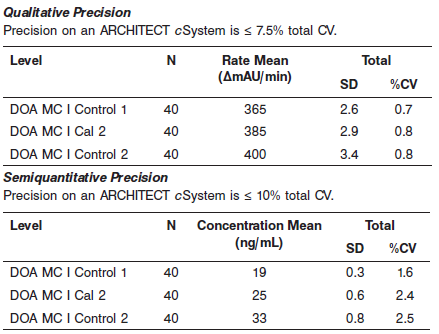 Qualitative Precision
Precision on an ARCHITECT cSystem is ≤ 7.5% total CV.
Level N Rate Mean Total
(ΔmAU/min) SD %CV
DOA MC I Control 1 40 365 2.6 0.7
DOA MC I Cal 2 40 385 2.9 0.8
DOA MC I Control 2 40 400 3.4 0.8
Semiquantitative Precision
Precision on an ARCHITECT cSystem is ≤ 10% total CV.
Level N Concentration Mean Total
(ng/mL) SD %CV
DOA MC I Control 1 40 19 0.3 1.6
DOA MC I Cal 2 40 25 0.6 2.4
DOA MC I Control 2 40 33 0.8 2.5